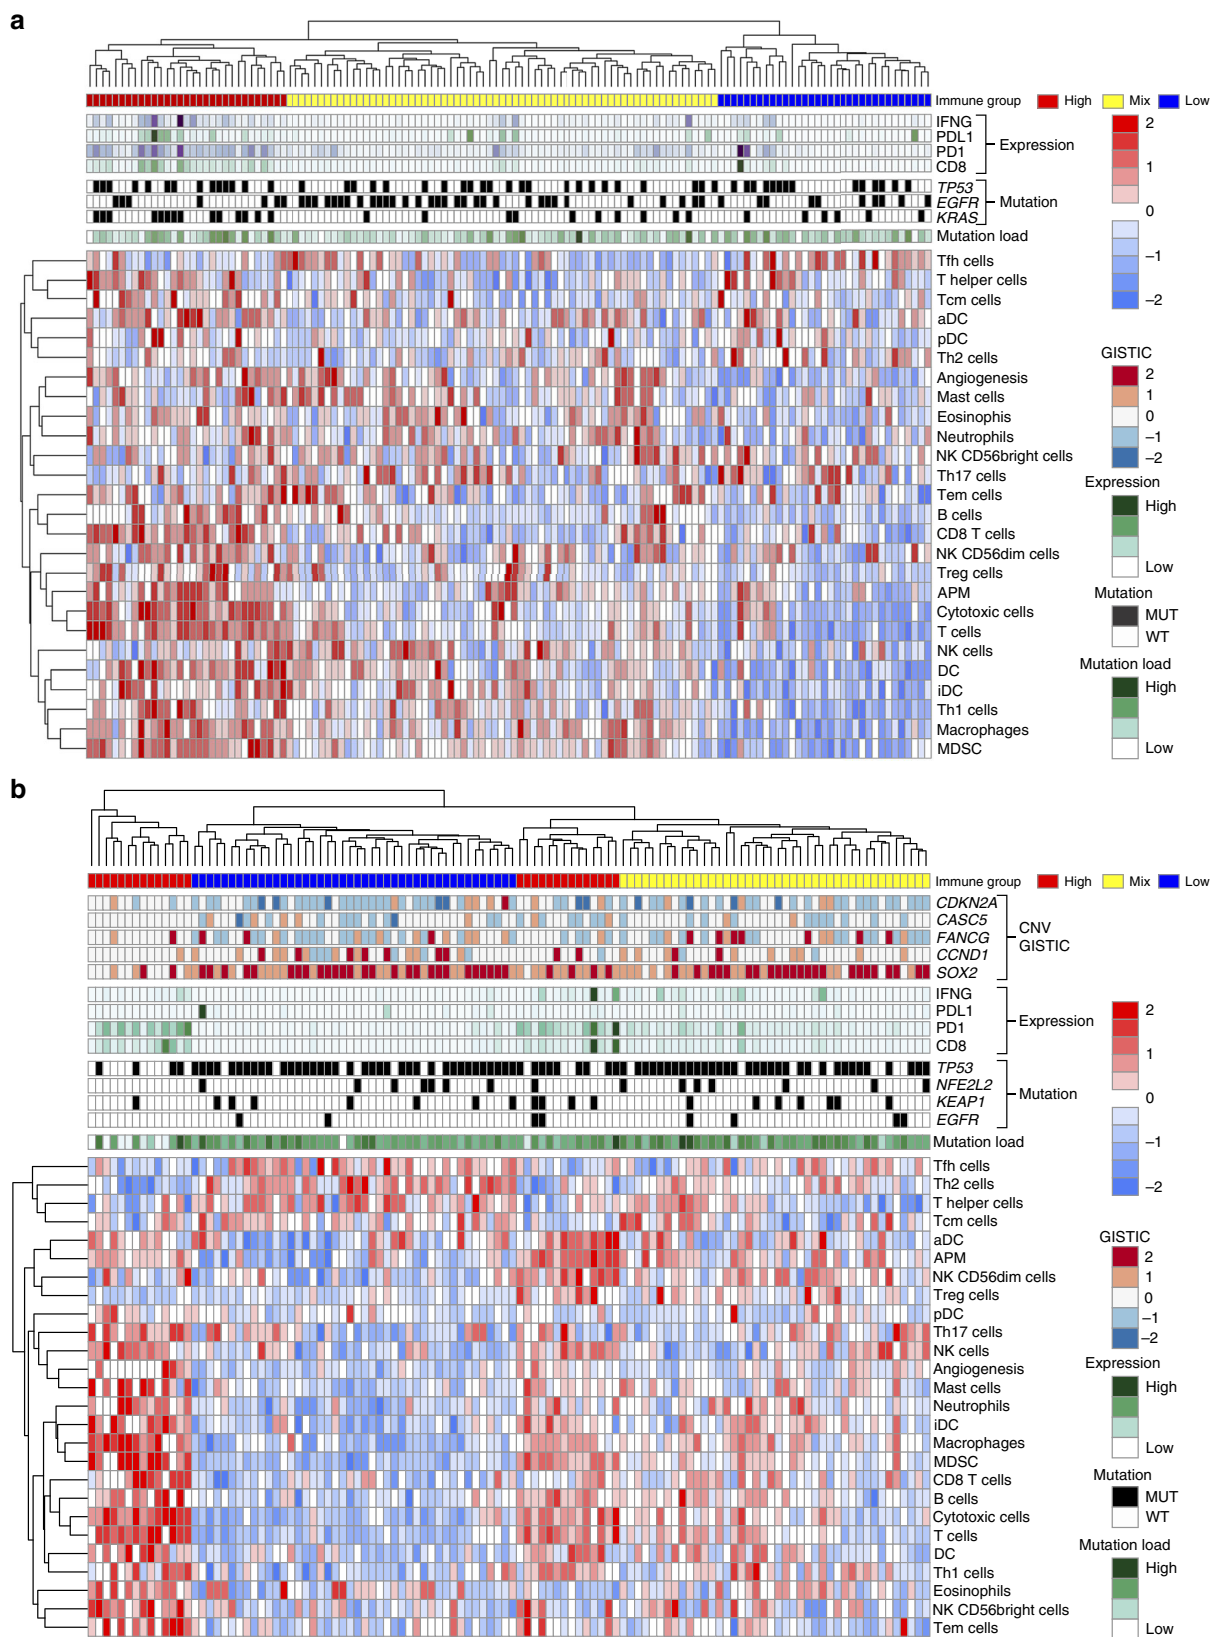 a
Immune group High Mix Low
IFNG
PDL1
PD1
CD8
Expression
TP53
EGFR
KRAS
Mutation
Mutation load
Tfh cells
T helper cells
Tcm cells
aDC
pDC
Th2 cells
Angiogenesis
Mast cells
Eosinophis
Neutrophils
NK CD56bright cells
Th17 cells
Tem cells
B cells
CD8 T cells
NK CD56dim cells
Treg cells
APM
Cytotoxic cells
T cells
NK cells
DC
iDC
Th1 cells
Macrophages
MDSC
2
1
0
−1
−2
GISTIC
2
1
0
−1
−2
Expression
High
Low
Mutation
MUT
WT
Mutation load
High
Low
b
Immune group High Mix Low
CDKN2A
CASC5
FANCG
CCND1
SOX2
CNV
GISTIC
IFNG
PDL1
PD1
CD8
Expression
TP53
NFE2L2
KEAP1
EGFR
Mutation
Mutation load
Tfh cells
Th2 cells
T helper cells
Tcm cells
aDC
APM
NK CD56dim cells
Treg cells
pDC
Th17 cells
NK cells
Angiogenesis
Mast cells
Neutrophils
iDC
Macrophages
MDSC
CD8 T cells
B cells
Cytotoxic cells
T cells
DC
Th1 cells
Eosinophils
NK CD56bright cells
Tem cells
2
1
0
−1
−2
GISTIC
2
1
0
−1
−2
Expression
High
Low
Mutation
MUT
WT
Mutation load
High
Low